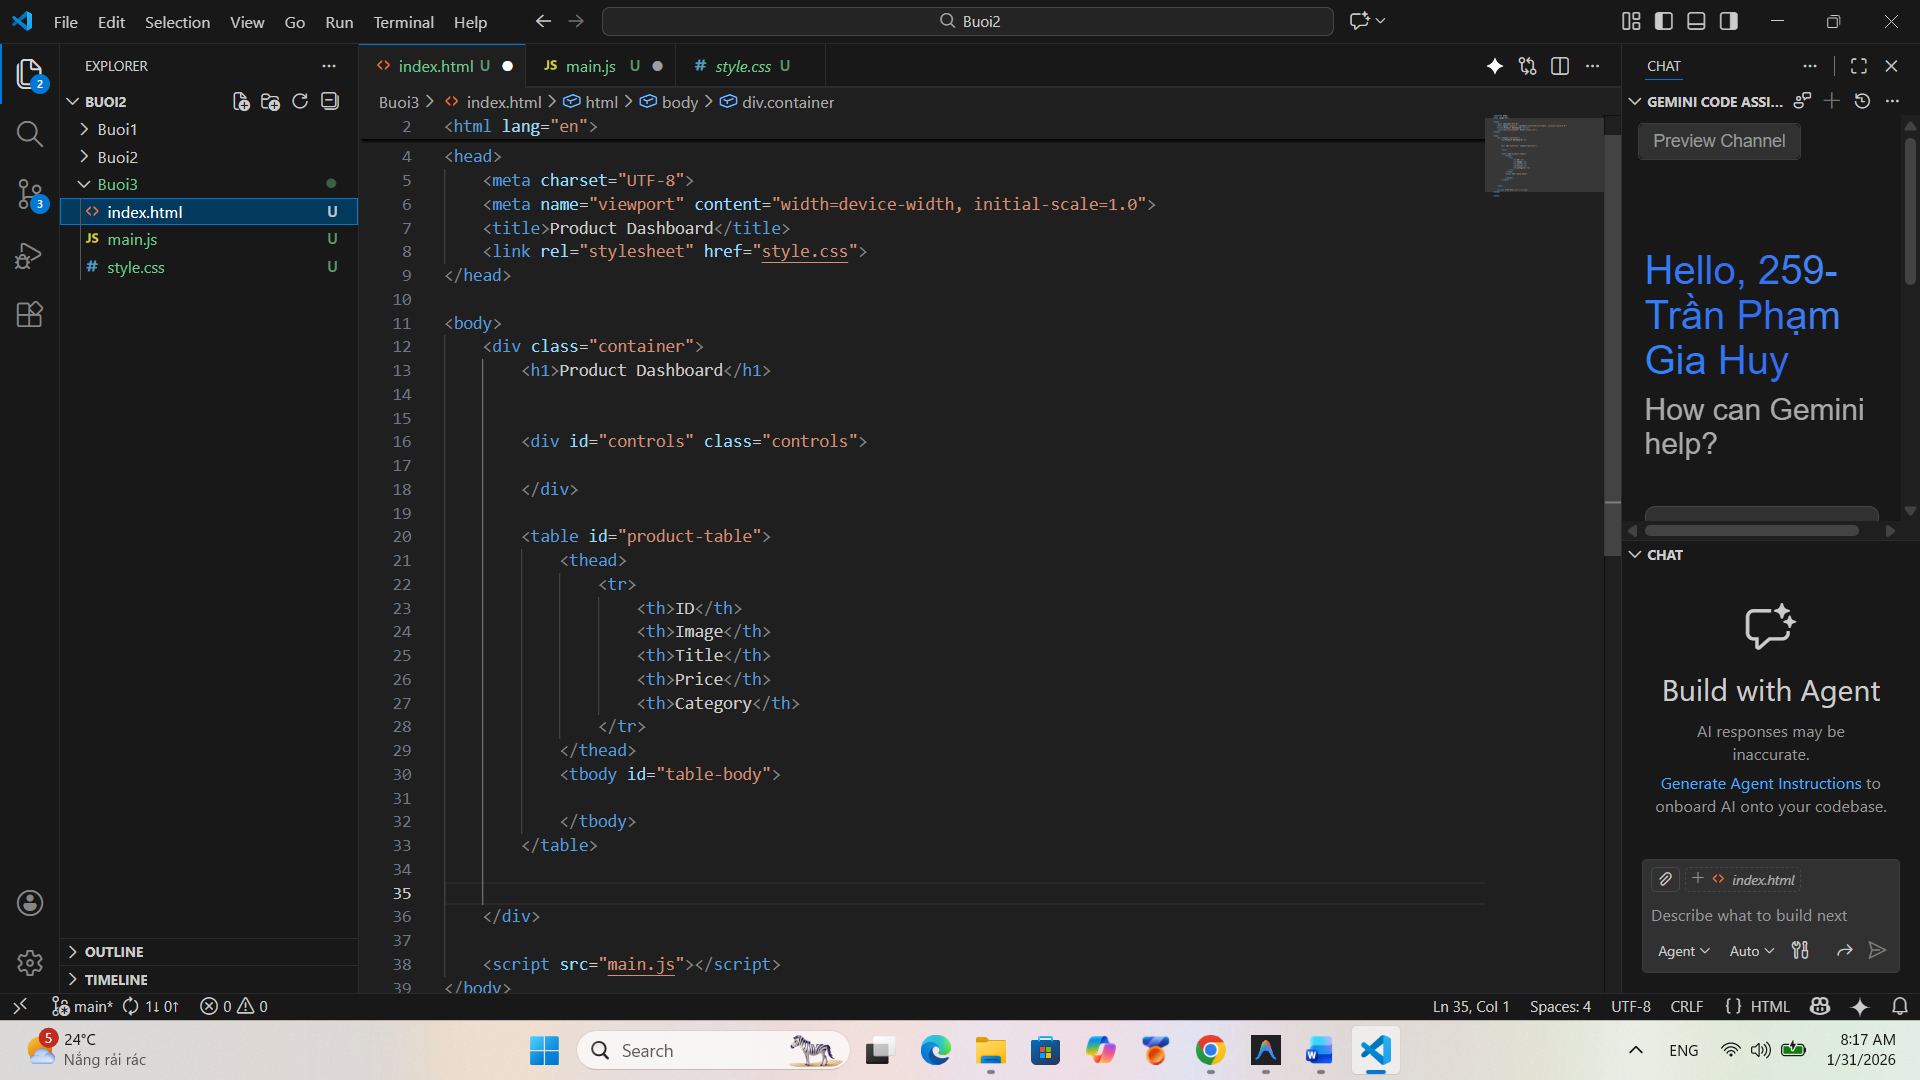 File Edit Selection View Go Run Terminal Help
Buoi2
EXPLORER
BUOI2
Buoi1
Buoi2
Buoi3
index.html U
main.js U
style.css U
OUTLINE
TIMELINE
2
3
index.html U
JS main.js U
# style.css U
Buoi3 > index.html > html > body > div.container
2 <html lang="en">
4 <head>
5 <meta charset="UTF-8">
6 <meta name="viewport" content="width=device-width, initial-scale=1.0">
7 <title>Product Dashboard</title>
8 <link rel="stylesheet" href="style.css">
9 </head>
10
11 <body>
12 <div class="container">
13 <h1>Product Dashboard</h1>
14
15
16 <div id="controls" class="controls">
17
18 </div>
19
20 <table id="product-table">
21 <thead>
22 <tr>
23 <th>ID</th>
24 <th>Image</th>
25 <th>Title</th>
26 <th>Price</th>
27 <th>Category</th>
28 </tr>
29 </thead>
30 <tbody id="table-body">
31
32 </tbody>
33 </table>
34
35
36 </div>
37
38 <script src="main.js"></script>
39 </body>
CHAT
GEMINI CODE ASSI...
Preview Channel
Hello, 259-
Trần Phạm
Gia Huy
How can Gemini
help?
CHAT
Build with Agent
AI responses may be
inaccurate.
Generate Agent Instructions to
onboard AI onto your codebase.
index.html
Describe what to build next
Agent Auto
main* 1↓ 0↑ 0 0
Ln 35, Col 1 Spaces: 4 UTF-8 CRLF {} HTML
5
24°C
Nắng rải rác
Search
ENG
8:17 AM
1/31/2026